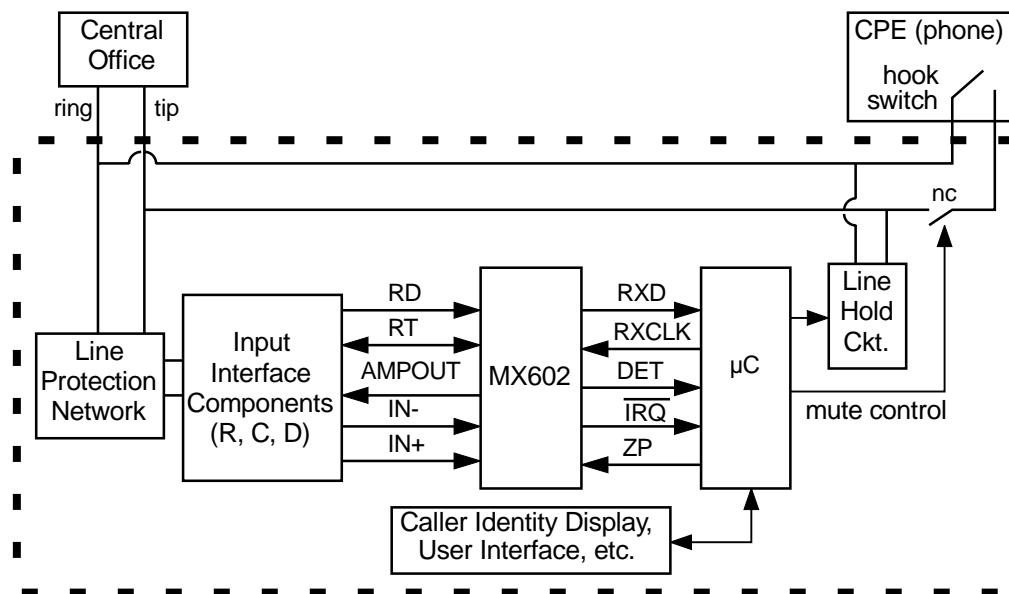 Central
Office
CPE (phone)
hook
switch
ring
tip
nc
Line
Protection
Network
Input
Interface
Components
(R, C, D)
RD
RT
AMPOUT
IN-
IN+
MX602
RXD
RXCLK
DET
I̅R̅Q̅
ZP
µC
Line
Hold
Ckt.
mute control
Caller Identity Display,
User Interface, etc.